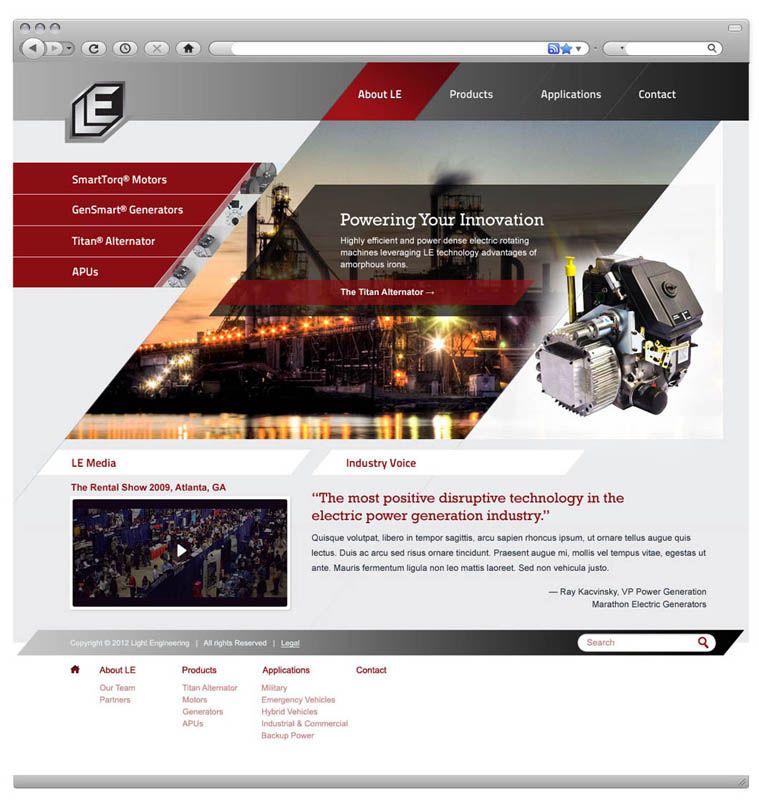 LE
About LE
Products
Applications
Contact
SmartTorq® Motors
GenSmart® Generators
Titan® Alternator
APUs
Powering Your Innovation
Highly efficient and power dense electric rotating
machines leveraging LE technology advantages of
amorphous irons.
The Titan Alternator →
LE Media
The Rental Show 2009, Atlanta, GA
Industry Voice
“The most positive disruptive technology in the
electric power generation industry.”
Quisque volutpat, libero in tempor sagittis, arcu sapien rhoncus ipsum, ut ornare tellus augue quis
lectus. Duis ac arcu sed risus ornare tincidunt. Praesent augue mi, mollis vel tempus vitae, egestas ut
ante. Mauris fermentum ligula non leo mattis laoreet. Sed non vehicula justo.
— Ray Kacvinsky, VP Power Generation
Marathon Electric Generators
Copyright © 2012 Light Engineering | All rights Reserved | Legal
Search
About LE
Our Team
Partners
Products
Titan Alternator
Motors
Generators
APUs
Applications
Military
Emergency Vehicles
Hybrid Vehicles
Industrial & Commercial
Backup Power
Contact